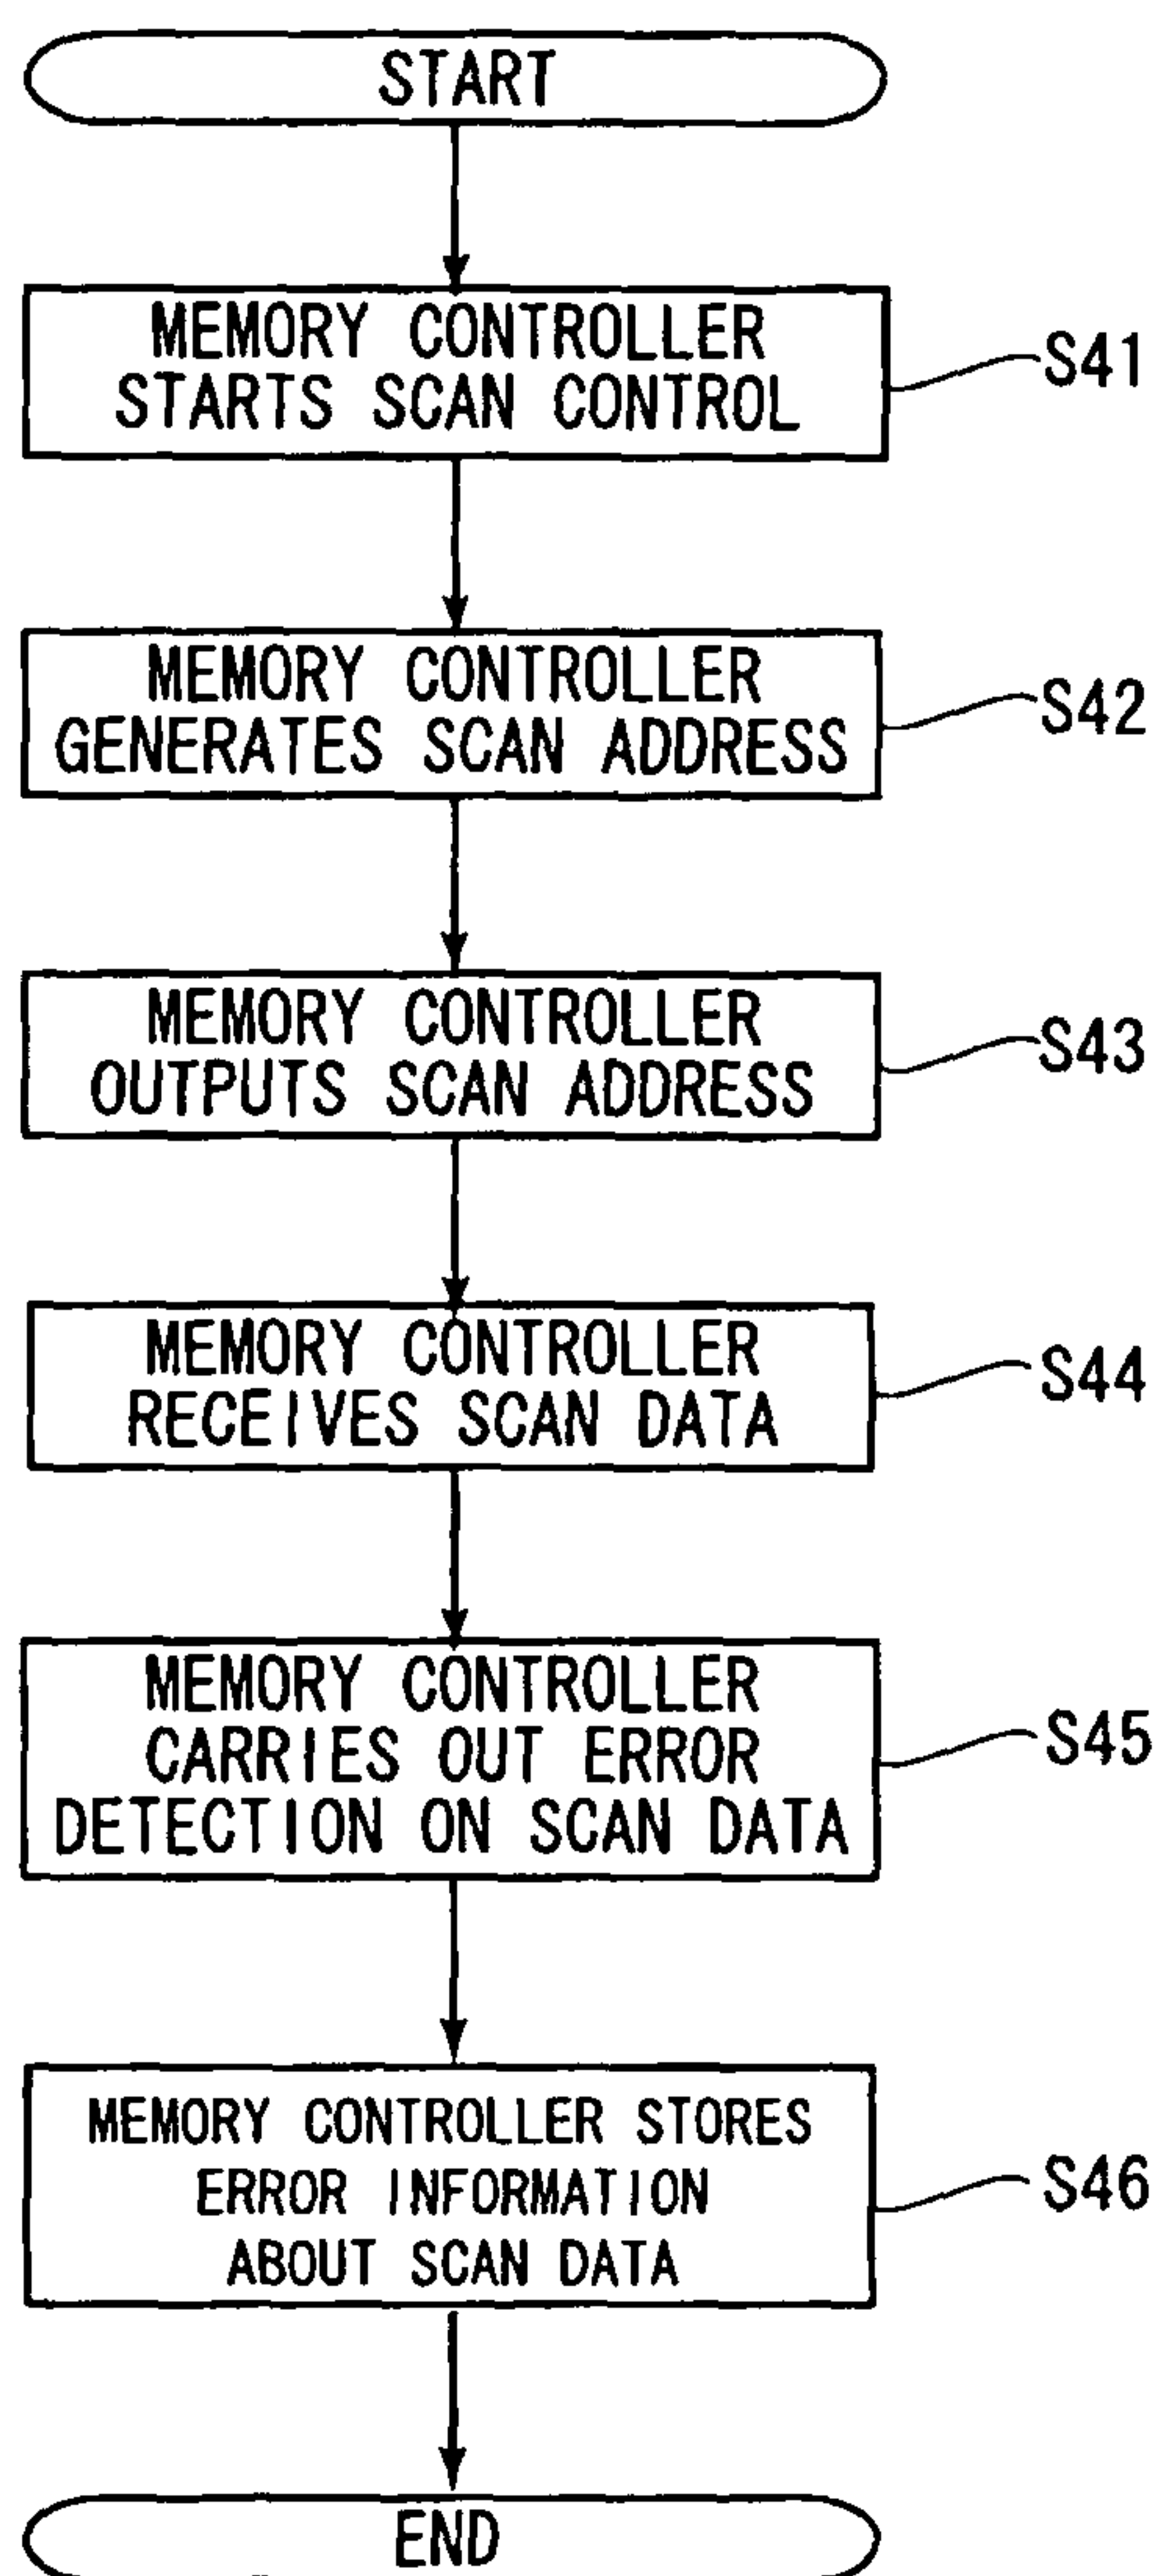 START
MEMORY CONTROLLER
STARTS SCAN CONTROL
S41
MEMORY CONTROLLER
GENERATES SCAN ADDRESS
S42
MEMORY CONTROLLER
OUTPUTS SCAN ADDRESS
S43
MEMORY CONTROLLER
RECEIVES SCAN DATA
S44
MEMORY CONTROLLER
CARRIES OUT ERROR
DETECTION ON SCAN DATA
S45
MEMORY CONTROLLER STORES
ERROR INFORMATION
ABOUT SCAN DATA
S46
END